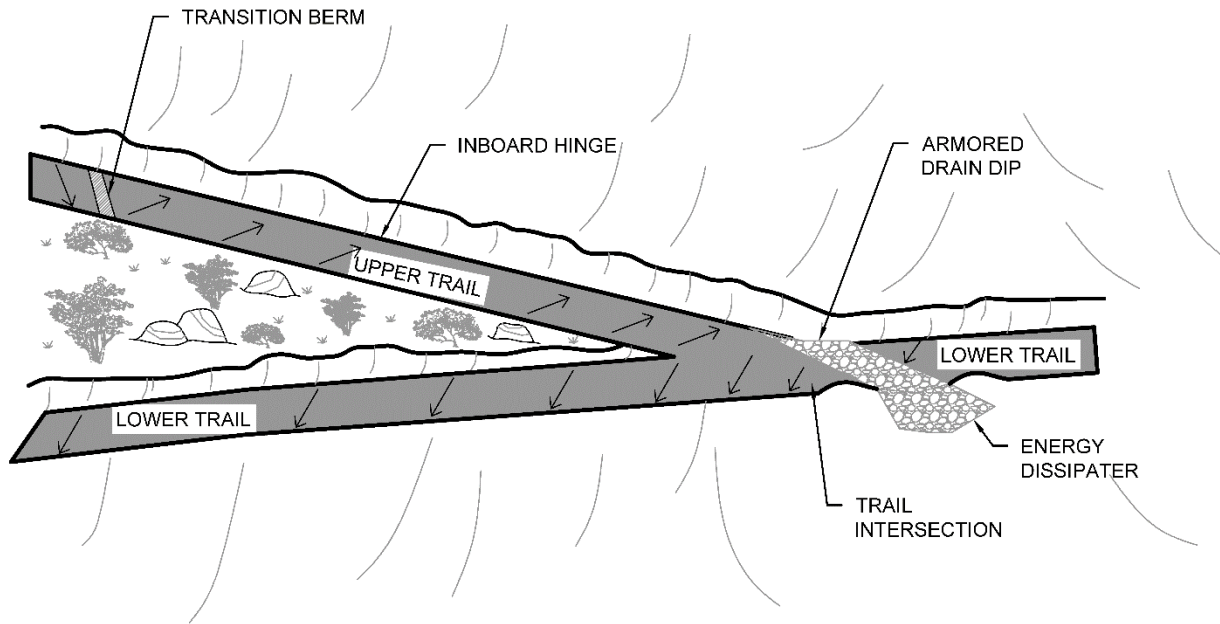 TRANSITION BERM
INBOARD HINGE
ARMORED
DRAIN DIP
UPPER TRAIL
LOWER TRAIL
LOWER TRAIL
ENERGY
DISSIPATER
TRAIL
INTERSECTION